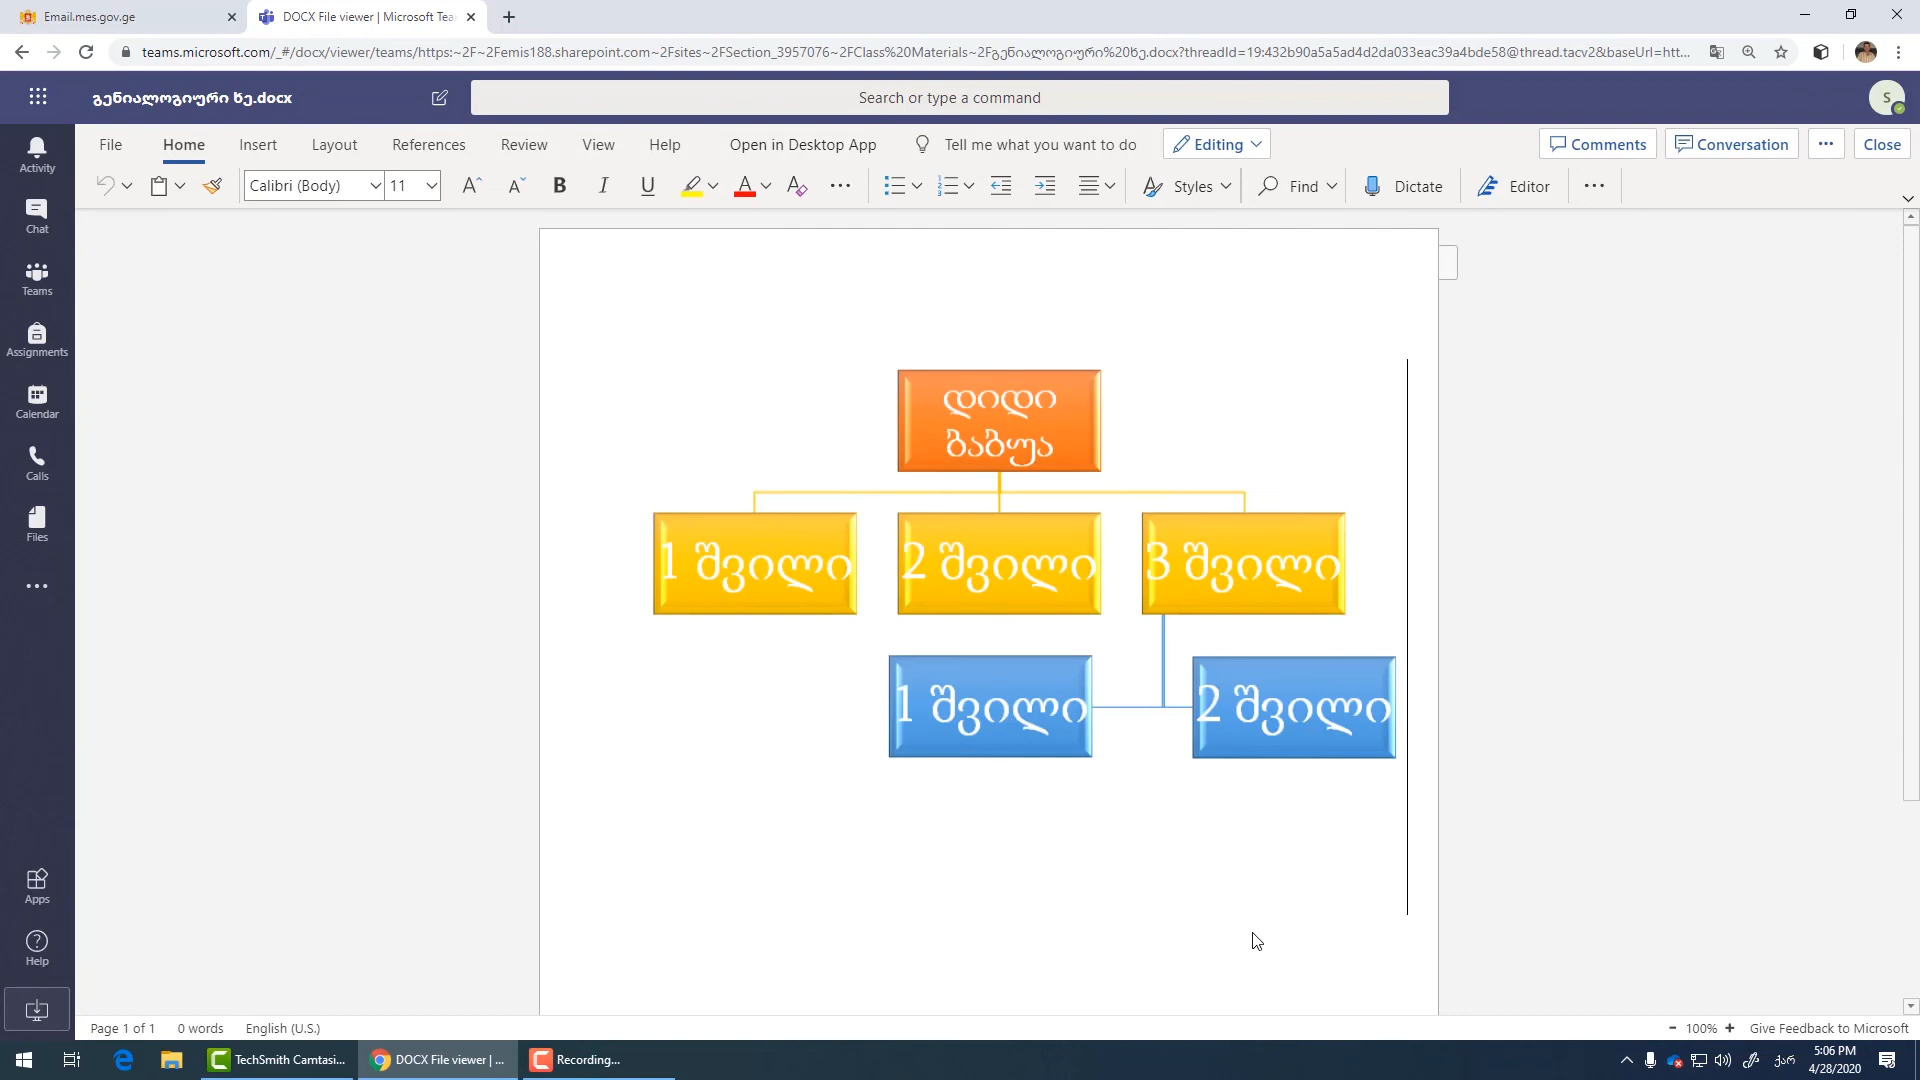 Email.mes.gov.ge
DOCX File viewer | Microsoft Tea
teams.microsoft.com/_#/docx/viewer/teams/https:~2F~2Femis188.sharepoint.com~2Fsites~2FSection_3957076~2FClass%20Materials~2Fგენიალოგიური%20ხე.docx?threadId=19:432b90a5a5ad4d2da033eac39a4bde58@thread.tacv2&baseUrl=htt...
გენიალოგიური ხე.docx
Search or type a command
S
File Home Insert Layout References Review View Help Open in Desktop App Tell me what you want to do Editing Comments Conversation Close
Calibri (Body) 11 A A B I U A A Styles Find Dictate Editor
Activity
Chat
Teams
Assignments
Calendar
Calls
Files
Apps
Help
დიდი
ბაბუა
1 შვილი 2 შვილი 3 შვილი
1 შვილი 2 შვილი
Page 1 of 1 0 words English (U.S.) 100% Give Feedback to Microsoft
TechSmith Camtasi... DOCX File viewer | ... Recording...
ქარ
5:06 PM
4/28/2020